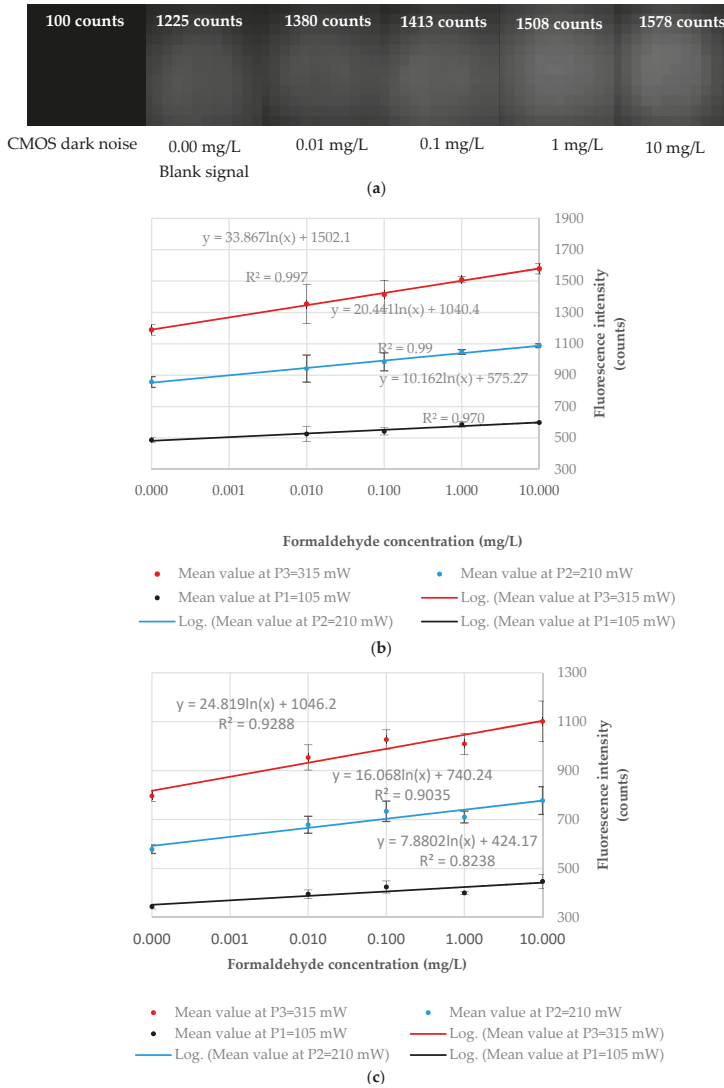 100 counts 1225 counts 1380 counts 1413 counts 1508 counts 1578 counts
CMOS dark noise 0.00 mg/L 0.01 mg/L 0.1 mg/L 1 mg/L 10 mg/L
Blank signal
(a)
1900
1700
1500
1300
1100
900
700
500
300
Fluorescence intensity
(counts)
y = 33.867ln(x) + 1502.1
R² = 0.997
y = 20.441ln(x) + 1040.4
R² = 0.99
y = 10.162ln(x) + 575.27
R² = 0.970
0.000 0.001 0.010 0.100 1.000 10.000
Formaldehyde concentration (mg/L)
Mean value at P3=315 mW Mean value at P2=210 mW
Mean value at P1=105 mW Log. (Mean value at P3=315 mW)
Log. (Mean value at P2=210 mW) Log. (Mean value at P1=105 mW)
(b)
1300
1100
900
700
500
300
Fluorescence intensity
(counts)
y = 24.819ln(x) + 1046.2
R² = 0.9288
y = 16.068ln(x) + 740.24
R² = 0.9035
y = 7.8802ln(x) + 424.17
R² = 0.8238
0.000 0.001 0.010 0.100 1.000 10.000
Formaldehyde concentration (mg/L)
Mean value at P3=315 mW Mean value at P2=210 mW
Mean value at P1=105 mW Log. (Mean value at P3=315 mW)
Log. (Mean value at P2=210 mW) Log. (Mean value at P1=105 mW)
(c)